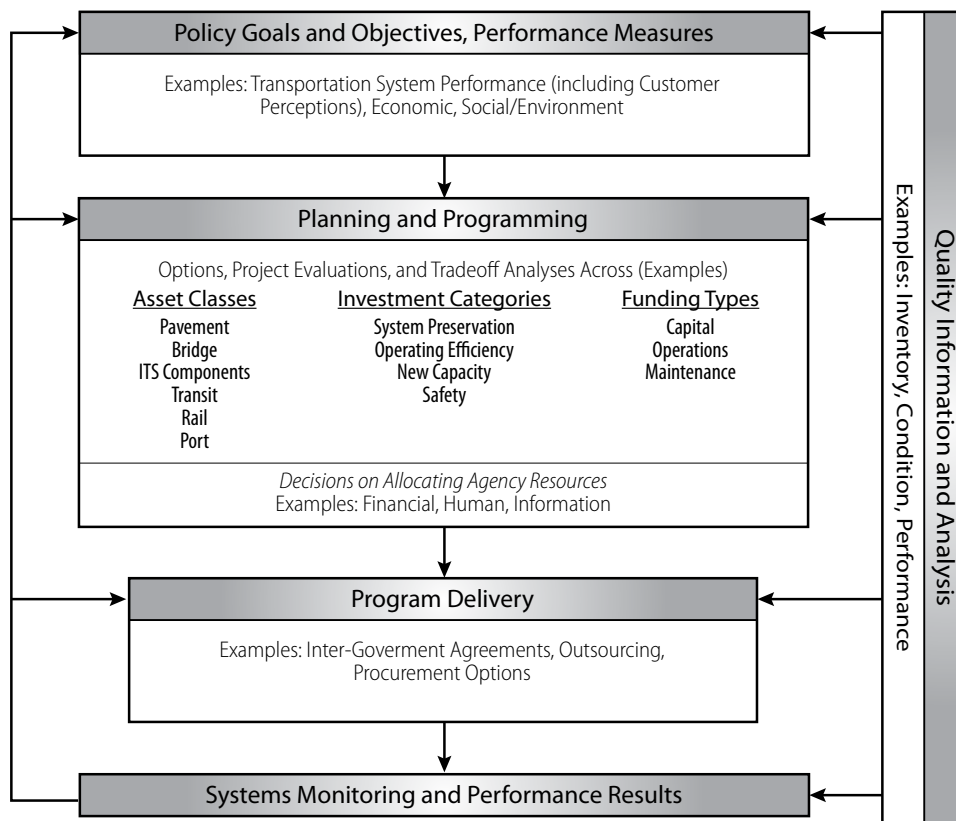 Policy Goals and Objectives, Performance Measures
Examples: Transportation System Performance (including Customer
Perceptions), Economic, Social/Environment
Planning and Programming
Options, Project Evaluations, and Tradeoff Analyses Across (Examples)
Asset Classes
Pavement
Bridge
ITS Components
Transit
Rail
Port
Investment Categories
System Preservation
Operating Efficiency
New Capacity
Safety
Funding Types
Capital
Operations
Maintenance
Decisions on Allocating Agency Resources
Examples: Financial, Human, Information
Program Delivery
Examples: Inter-Goverment Agreements, Outsourcing,
Procurement Options
Systems Monitoring and Performance Results
Quality Information and Analysis
Examples: Inventory, Condition, Performance